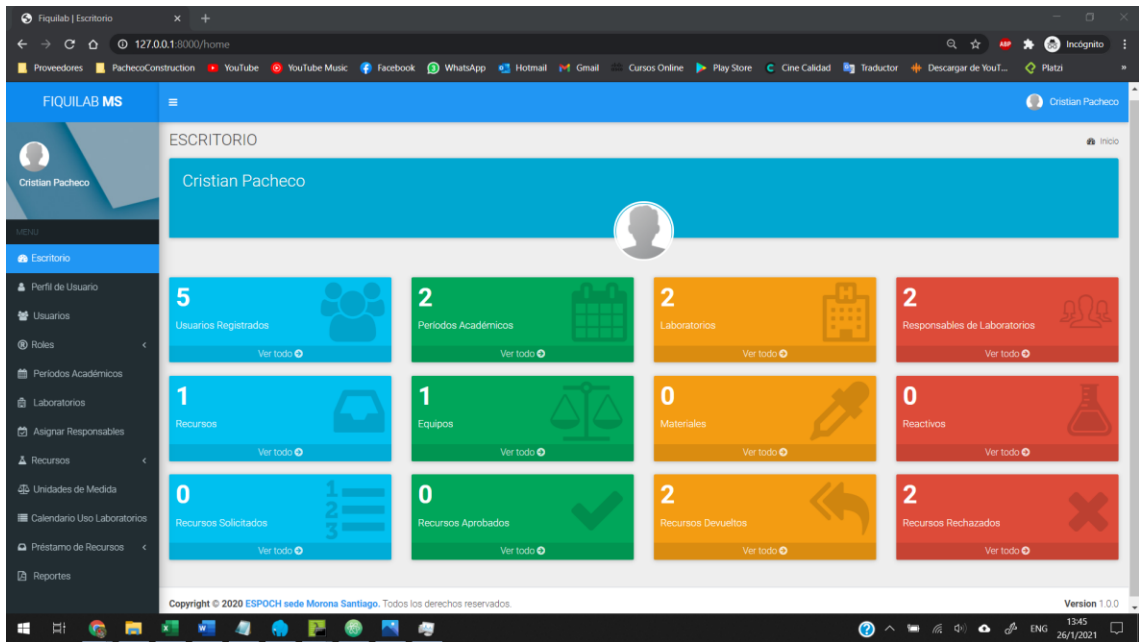 Fiquilab | Escritorio
127.0.0.1:8000/home
ABP
Incógnito
Proveedores PachecoConstruction YouTube YouTube Music Facebook WhatsApp Hotmail Gmail Cursos Online Play Store Cine Calidad Traductor Descargar de YouT... Platzi »
FIQUILAB MS
Cristian Pacheco
Cristian Pacheco
MENU
Escritorio
Perfil de Usuario
Usuarios
Roles
Periodos Académicos
Laboratorios
Asignar Responsables
Recursos
Unidades de Medida
Calendario Uso Laboratorios
Préstamo de Recursos
Reportes
ESCRITORIO
Inicio
Cristian Pacheco
5
Usuarios Registrados
Ver todo
2
Periodos Académicos
Ver todo
2
Laboratorios
Ver todo
2
Responsables de Laboratorios
Ver todo
1
Recursos
Ver todo
1
Equipos
Ver todo
0
Materiales
Ver todo
0
Reactivos
Ver todo
0
Recursos Solicitados
1
2
3
Ver todo
0
Recursos Aprobados
Ver todo
2
Recursos Devueltos
Ver todo
2
Recursos Rechazados
Ver todo
Copyright © 2020 ESPOCH sede Morona Santiago. Todos los derechos reservados.
Version 1.0.0
ENG
13:45
26/1/2021